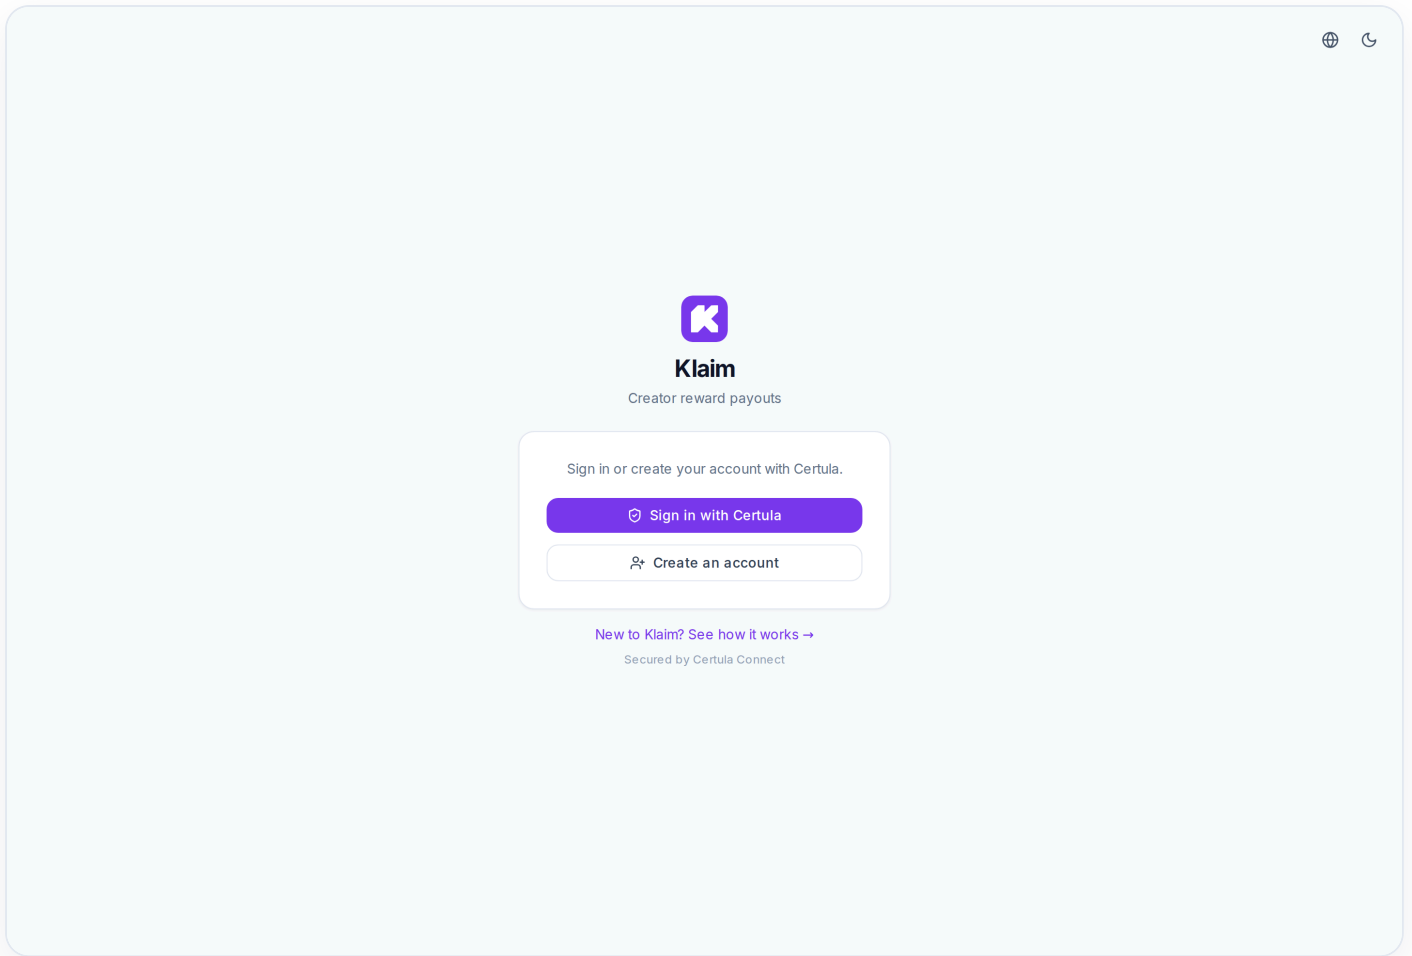 Klaim
Creator reward payouts
Sign in or create your account with Certula.
Sign in with Certula
Create an account
New to Klaim? See how it works →
Secured by Certula Connect